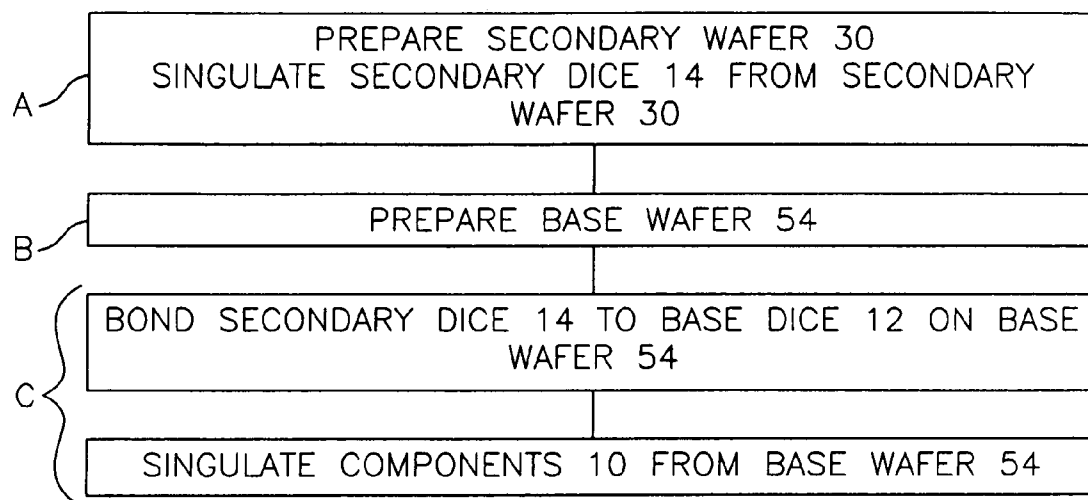 A
PREPARE SECONDARY WAFER 30
SINGULATE SECONDARY DICE 14 FROM SECONDARY
WAFER 30
B
PREPARE BASE WAFER 54
C
BOND SECONDARY DICE 14 TO BASE DICE 12 ON BASE
WAFER 54
SINGULATE COMPONENTS 10 FROM BASE WAFER 54